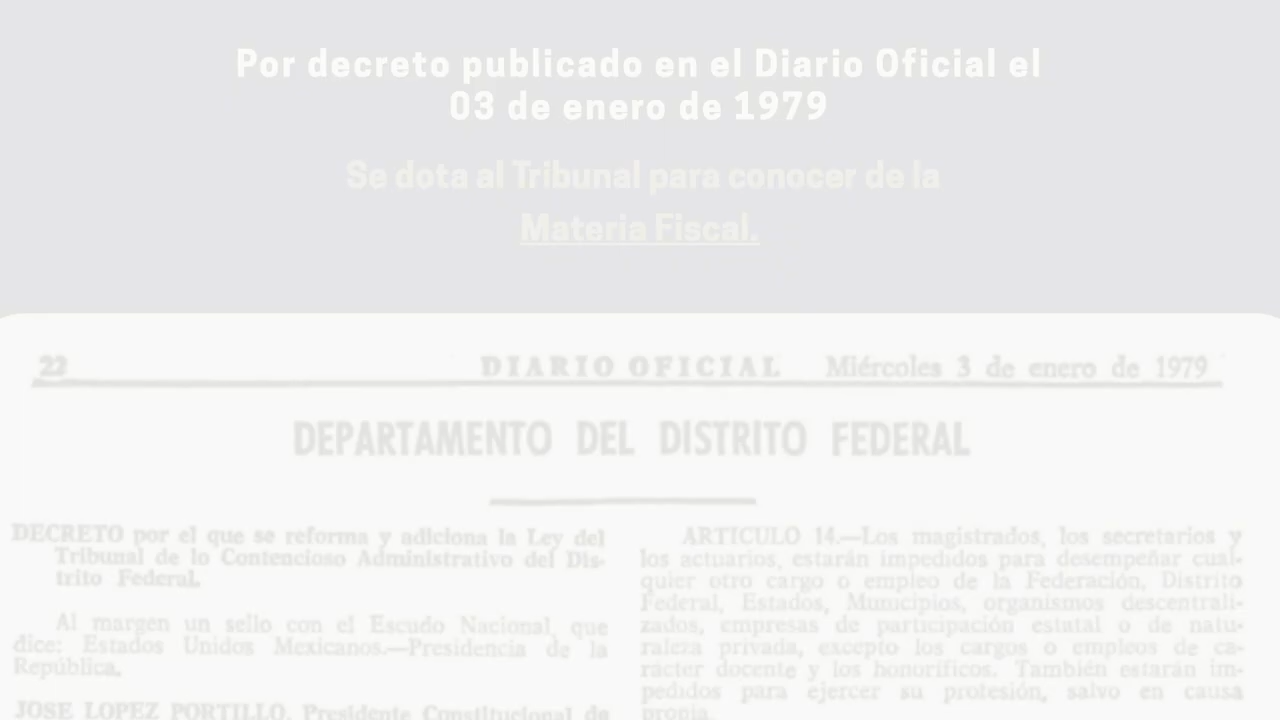 Por decreto publicado en el Diario Oficial el
03 de enero de 1979
Se dota al Tribunal para conocer de la
Materia Fiscal.
22 DIARIO OFICIAL Miércoles 3 de enero de 1979
DEPARTAMENTO DEL DISTRITO FEDERAL
DECRETO por el que se reforma y adiciona la Ley del
Tribunal de lo Contencioso Administrativo del Dis-
trito Federal.
Al margen un sello con el Escudo Nacional, que
dice: Estados Unidos Mexicanos.—Presidencia de la
República.
JOSE LOPEZ PORTILLO, Presidente Constitucional de
ARTICULO 14.—Los magistrados, los secretarios y
los actuarios, estarán impedidos para desempeñar cual-
quier otro cargo o empleo de la Federación, Distrito
Federal, Estados, Municipios, organismos descentrali-
zados, empresas de participación estatal o de natu-
raleza privada, excepto los cargos o empleos de ca-
rácter docente y los honoríficos. También estarán im-
pedidos para ejercer su profesión, salvo en causa
propia.